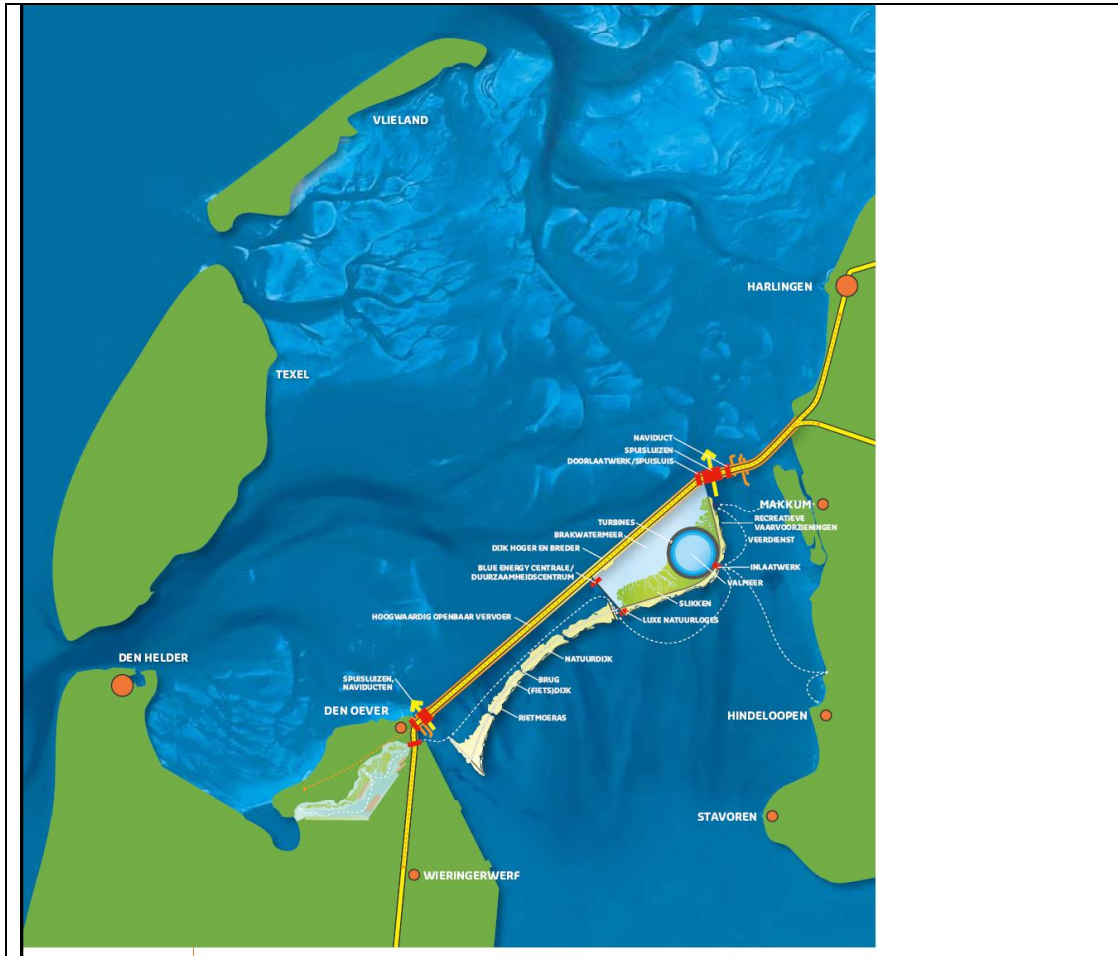 VLIELAND
HARLINGEN
TEXEL
NAVIDUCT
SPUISLUIZEN
DOORLAATWERK/SPUISLUIS
MAKKUM
RECREATIEVE
VAARVOORZIENINGEN
TURBINES
BRAKWATERMEER
VEERDIENST
DIJK HOGER EN BREDER
BLUE ENERGY CENTRALE/
DUURZAAMHEIDSCENTRUM
INLAATWERK
VALMEER
SLIKKEN
HOOGWAARDIG OPENBAAR VERVOER
LUXE NATUURLOGES
DEN HELDER
NATUURDIJK
SPUISLUIZEN,
NAVIDUCTEN
BRUG
(FIETS)DIJK
DEN OEVER
RIETMOERAS
HINDELOOPEN
STAVOREN
WIERINGERWERF